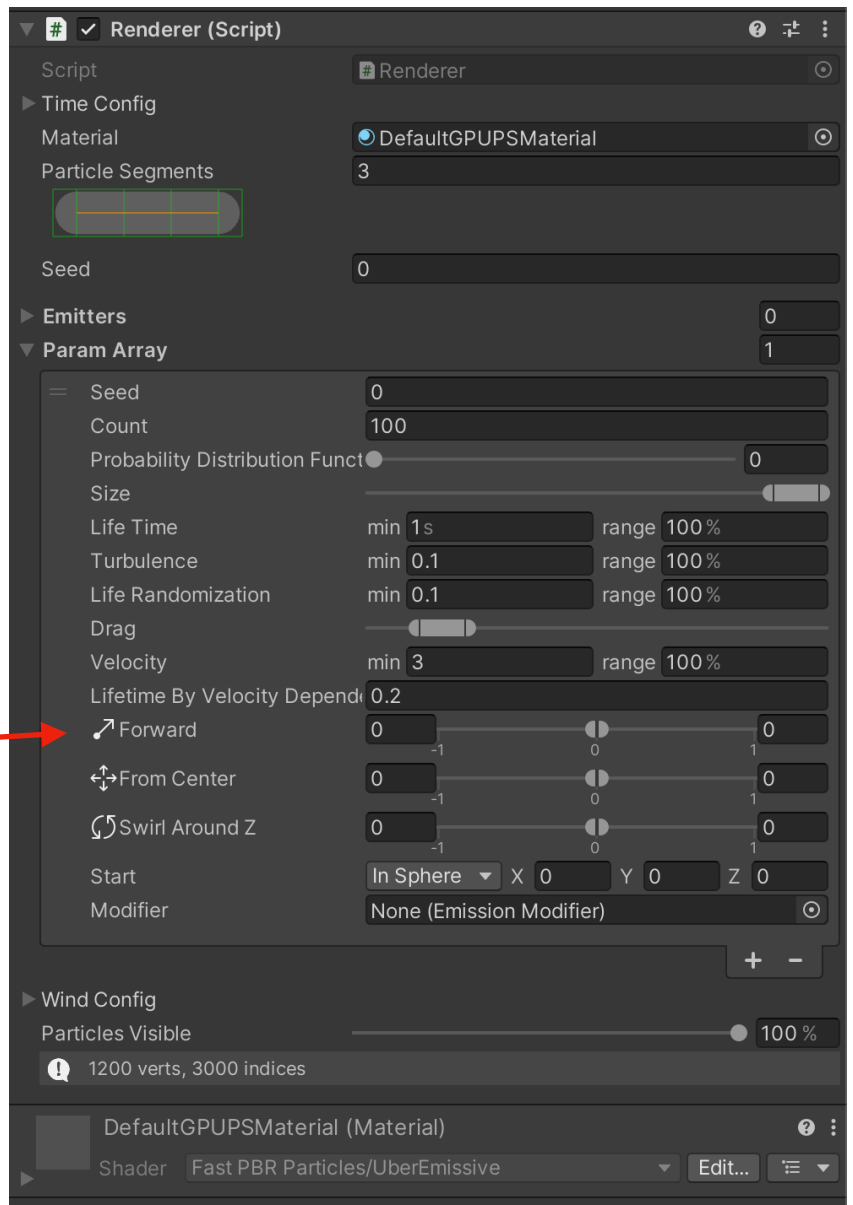 # Renderer (Script)
Script # Renderer
Time Config
Material DefaultGPUPSMaterial
Particle Segments 3
Seed 0
Emitters 0
Param Array 1
Seed 0
Count 100
Probability Distribution Funct 0
Size
Life Time min 1s range 100%
Turbulence min 0.1 range 100%
Life Randomization min 0.1 range 100%
Drag
Velocity min 3 range 100%
Lifetime By Velocity Depende 0.2
Forward 0 0
-1 0 1
From Center 0 0
-1 0 1
Swirl Around Z 0 0
-1 0 1
Start In Sphere X 0 Y 0 Z 0
Modifier None (Emission Modifier)
+ −
Wind Config
Particles Visible 100%
1200 verts, 3000 indices
DefaultGPUPSMaterial (Material)
Shader Fast PBR Particles/UberEmissive Edit...